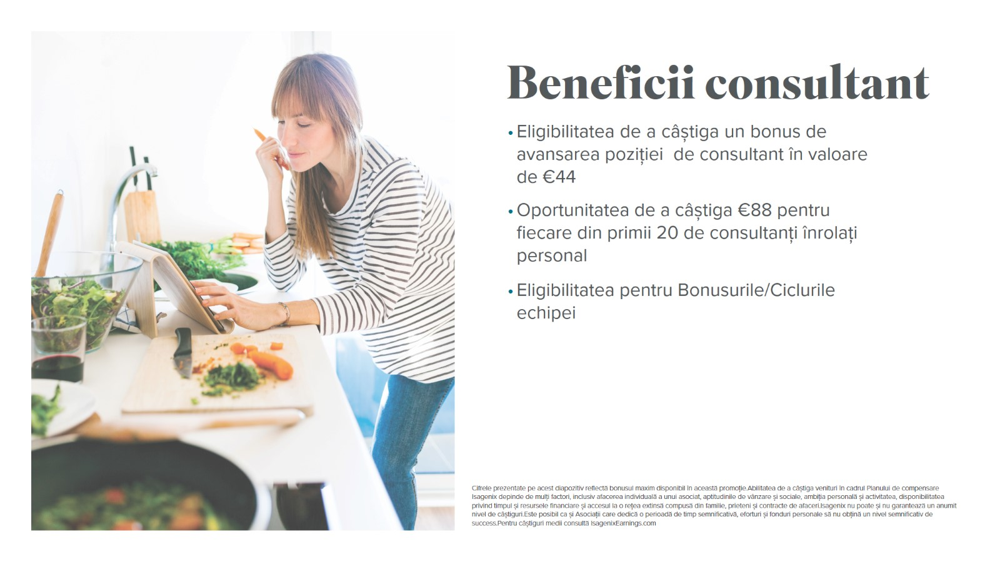 Beneficii consultant
• Eligibilitatea de a câștiga un bonus de
avansarea poziției  de consultant în valoare
de €44
• Oportunitatea de a câștiga €88 pentru
fiecare din primii 20 de consultanți înrolați
personal
• Eligibilitatea pentru Bonusurile/Ciclurile
echipei
Cifrele prezentate pe acest diapozitiv reflectă bonusul maxim disponibil în această promoție.Abilitatea de a câștiga venituri în cadrul Planului de compensare
Isagenix depinde de mulți factori, inclusiv afacerea individuală a unui asociat, aptitudinile de vânzare și sociale, ambiția personală și activitatea, disponibilitatea
privind timpul și resursele financiare și accesul la o rețea extinsă compusă din familie, prieteni și contracte de afaceri.Isagenix nu poate și nu garantează un anumit
nivel de câștiguri.Este posibil ca și Asociații care dedică o perioadă de timp semnificativă, eforturi și fonduri personale să nu obțină un nivel semnificativ de
success.Pentru câștiguri medii consultă IsagenixEarnings.com